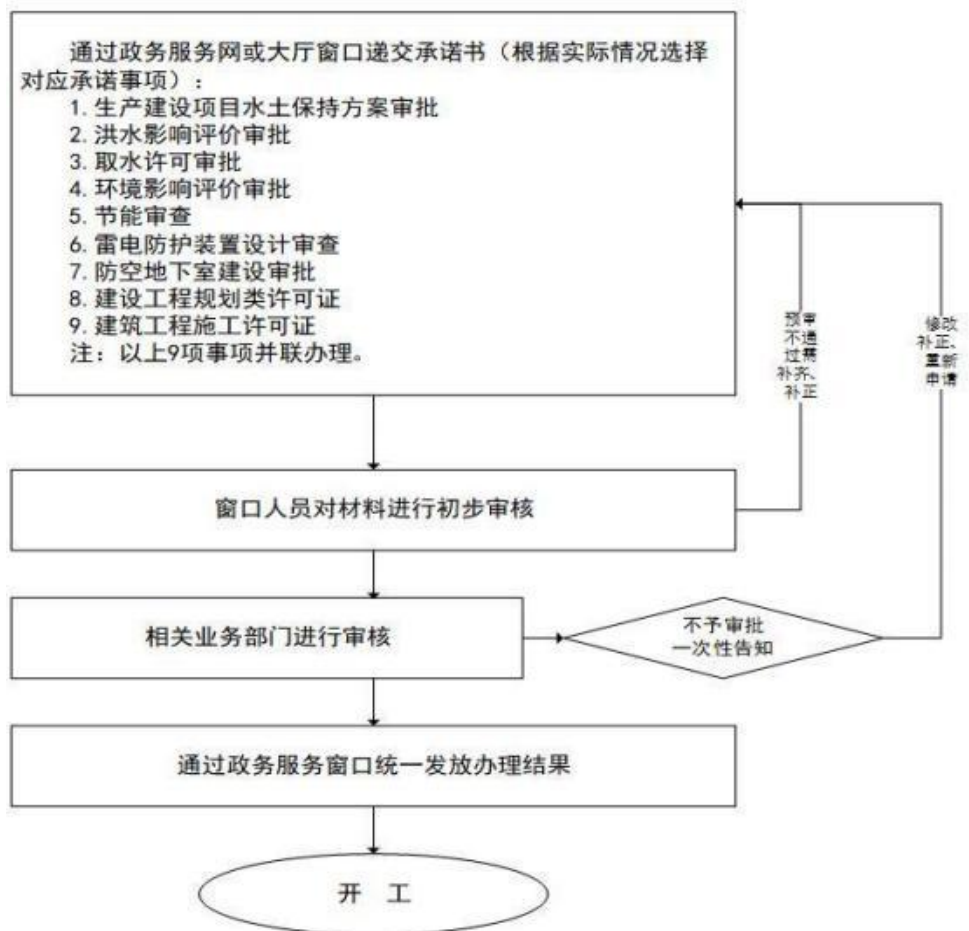 通过政务服务网或大厅窗口递交承诺书（根据实际情况选择
对应承诺事项）：
1. 生产建设项目水土保持方案审批
2. 洪水影响评价审批
3. 取水许可审批
4. 环境影响评价审批
5. 节能审查
6. 雷电防护装置设计审查
7. 防空地下室建设审批
8. 建设工程规划类许可证
9. 建筑工程施工许可证
注：以上9项事项并联办理。
预审
不通
过需
补齐、
补正
修改
补正、
重新
申请
窗口人员对材料进行初步审核
相关业务部门进行审核
不予审批
一次性告知
通过政务服务窗口统一发放办理结果
开 工